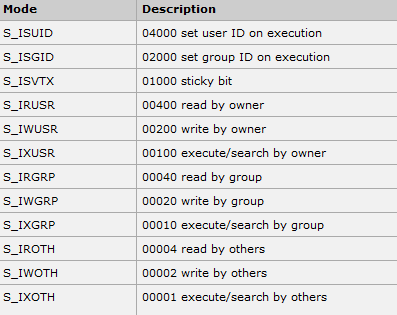 Mode Description
S_ISUID 04000 set user ID on execution
S_ISGID 02000 set group ID on execution
S_ISVTX 01000 sticky bit
S_IRUSR 00400 read by owner
S_IWUSR 00200 write by owner
S_IXUSR 00100 execute/search by owner
S_IRGRP 00040 read by group
S_IWGRP 00020 write by group
S_IXGRP 00010 execute/search by group
S_IROTH 00004 read by others
S_IWOTH 00002 write by others
S_IXOTH 00001 execute/search by others